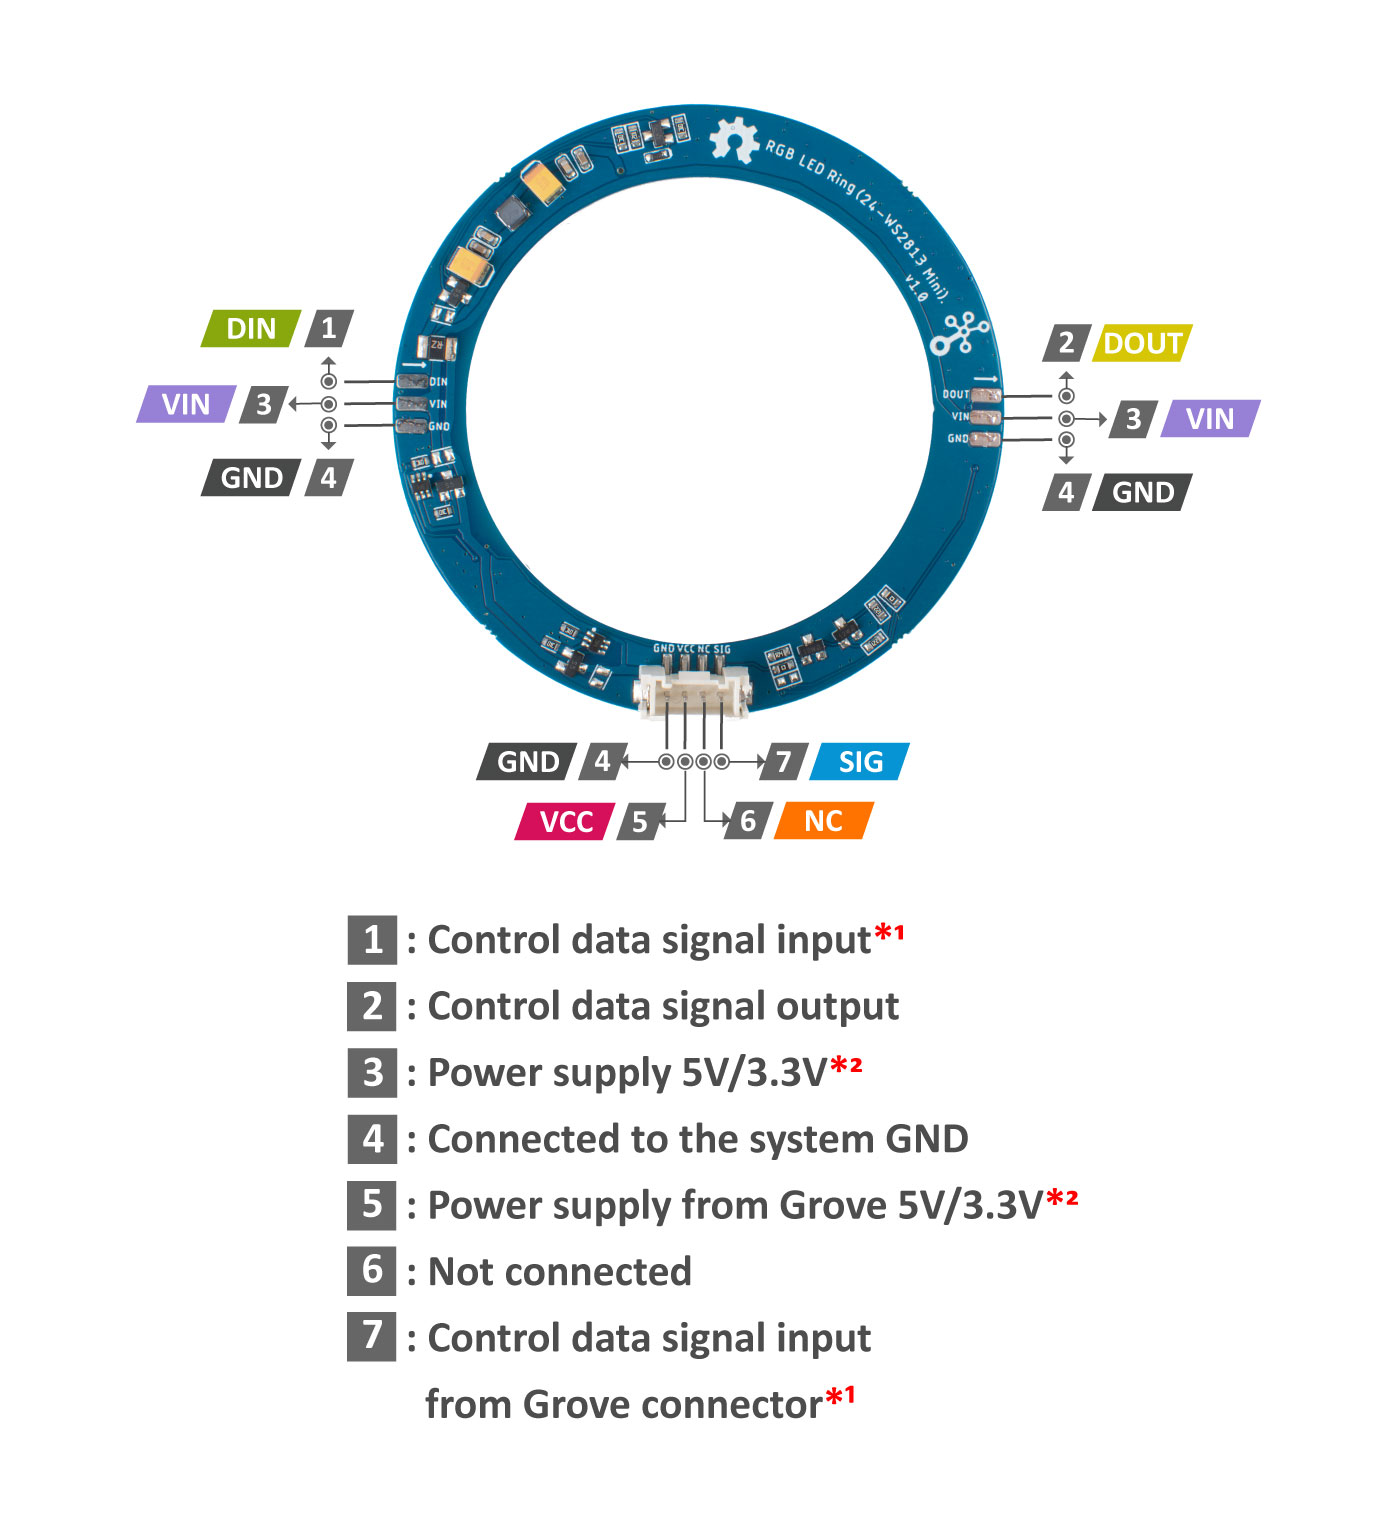 RGB LED Ring (24-WS2813 Mini).
v1.0
DIN 1
VIN 3
GND 4
DIN
VIN
GND
DOUT
VIN
GND
2 DOUT
3 VIN
4 GND
GND VCC NC SIG
GND 4
7 SIG
VCC 5
6 NC
1 : Control data signal input*¹
2 : Control data signal output
3 : Power supply 5V/3.3V*²
4 : Connected to the system GND
5 : Power supply from Grove 5V/3.3V*²
6 : Not connected
7 : Control data signal input
from Grove connector*¹